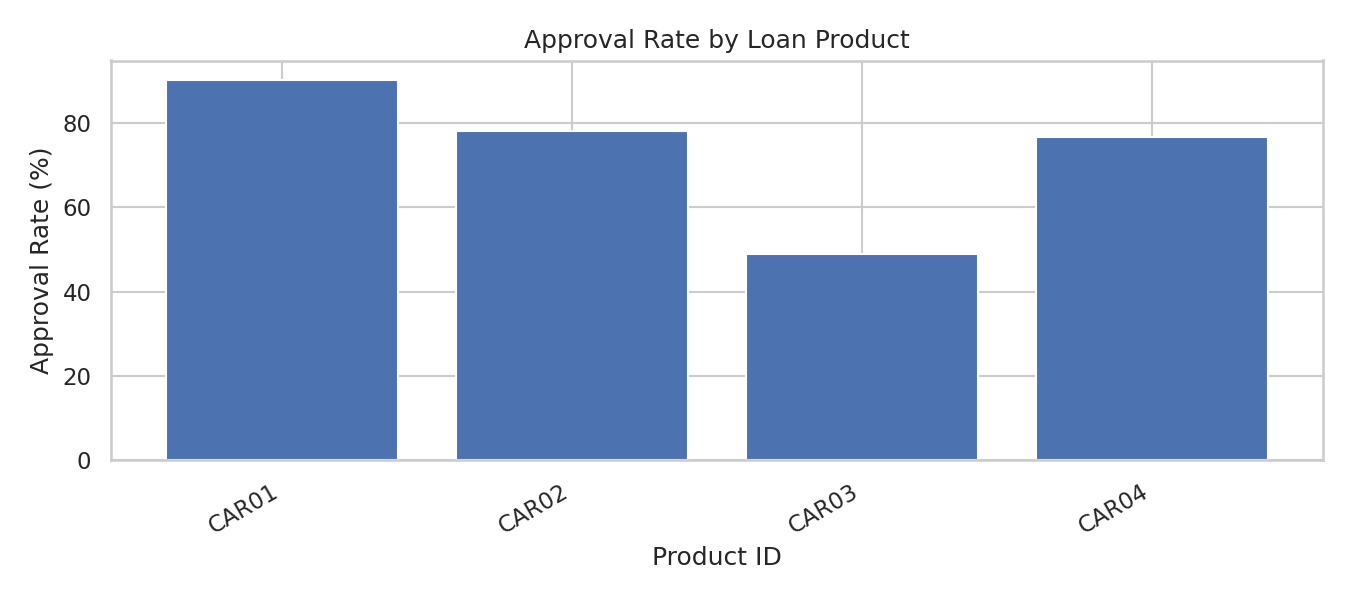 Approval Rate by Loan Product
Approval Rate (%)
80
60
40
20
0
CAR01
CAR02
CAR03
CAR04
Product ID